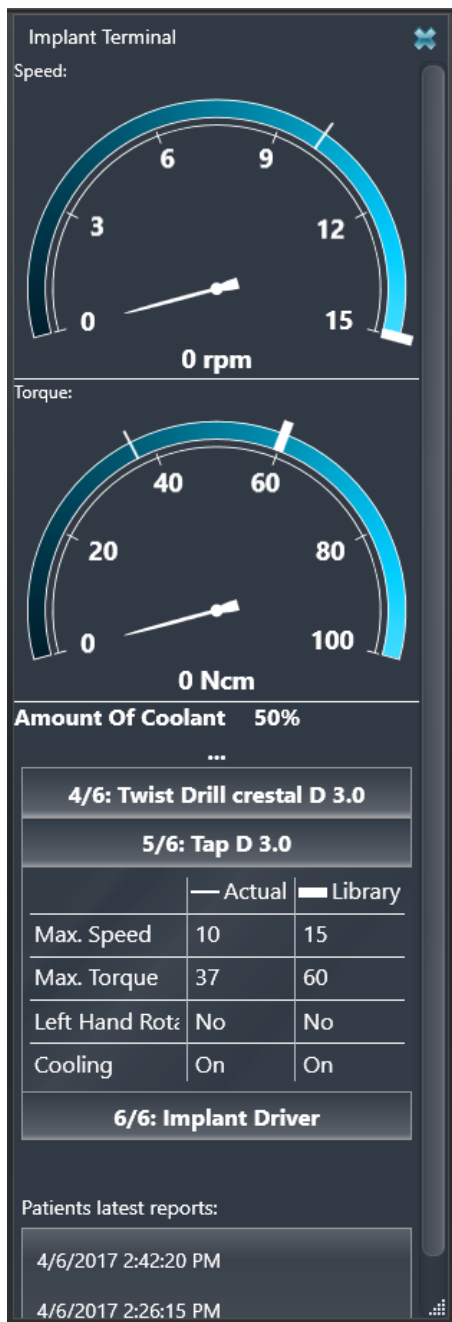 Implant Terminal
Speed:
6 9
3 12
0 15
0 rpm
Torque:
40 60
20 80
0 100
0 Ncm
Amount Of Coolant 50%
...
4/6: Twist Drill crestal D 3.0
5/6: Tap D 3.0
Actual Library
Max. Speed 10 15
Max. Torque 37 60
Left Hand Rota No No
Cooling On On
6/6: Implant Driver
Patients latest reports:
4/6/2017 2:42:20 PM
4/6/2017 2:26:15 PM